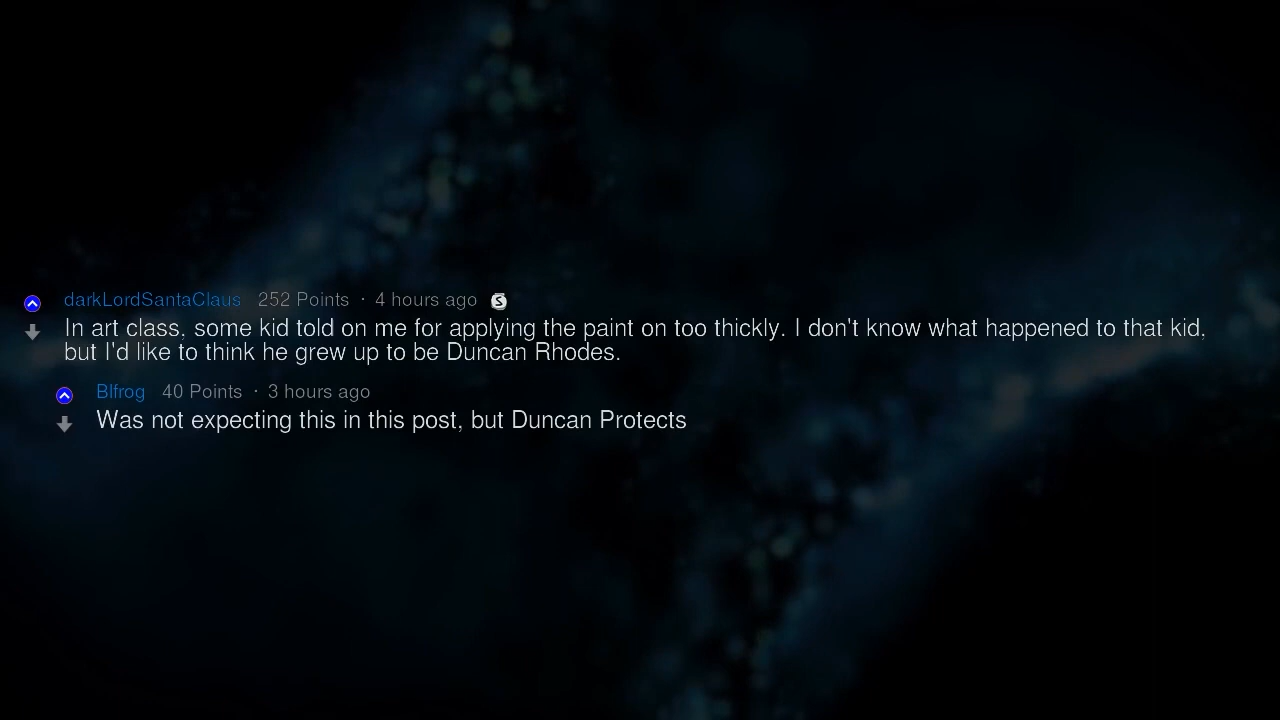 darkLordSantaClaus 252 Points · 4 hours ago S
In art class, some kid told on me for applying the paint on too thickly. I don't know what happened to that kid,
but I'd like to think he grew up to be Duncan Rhodes.
Blfrog 40 Points · 3 hours ago
Was not expecting this in this post, but Duncan Protects